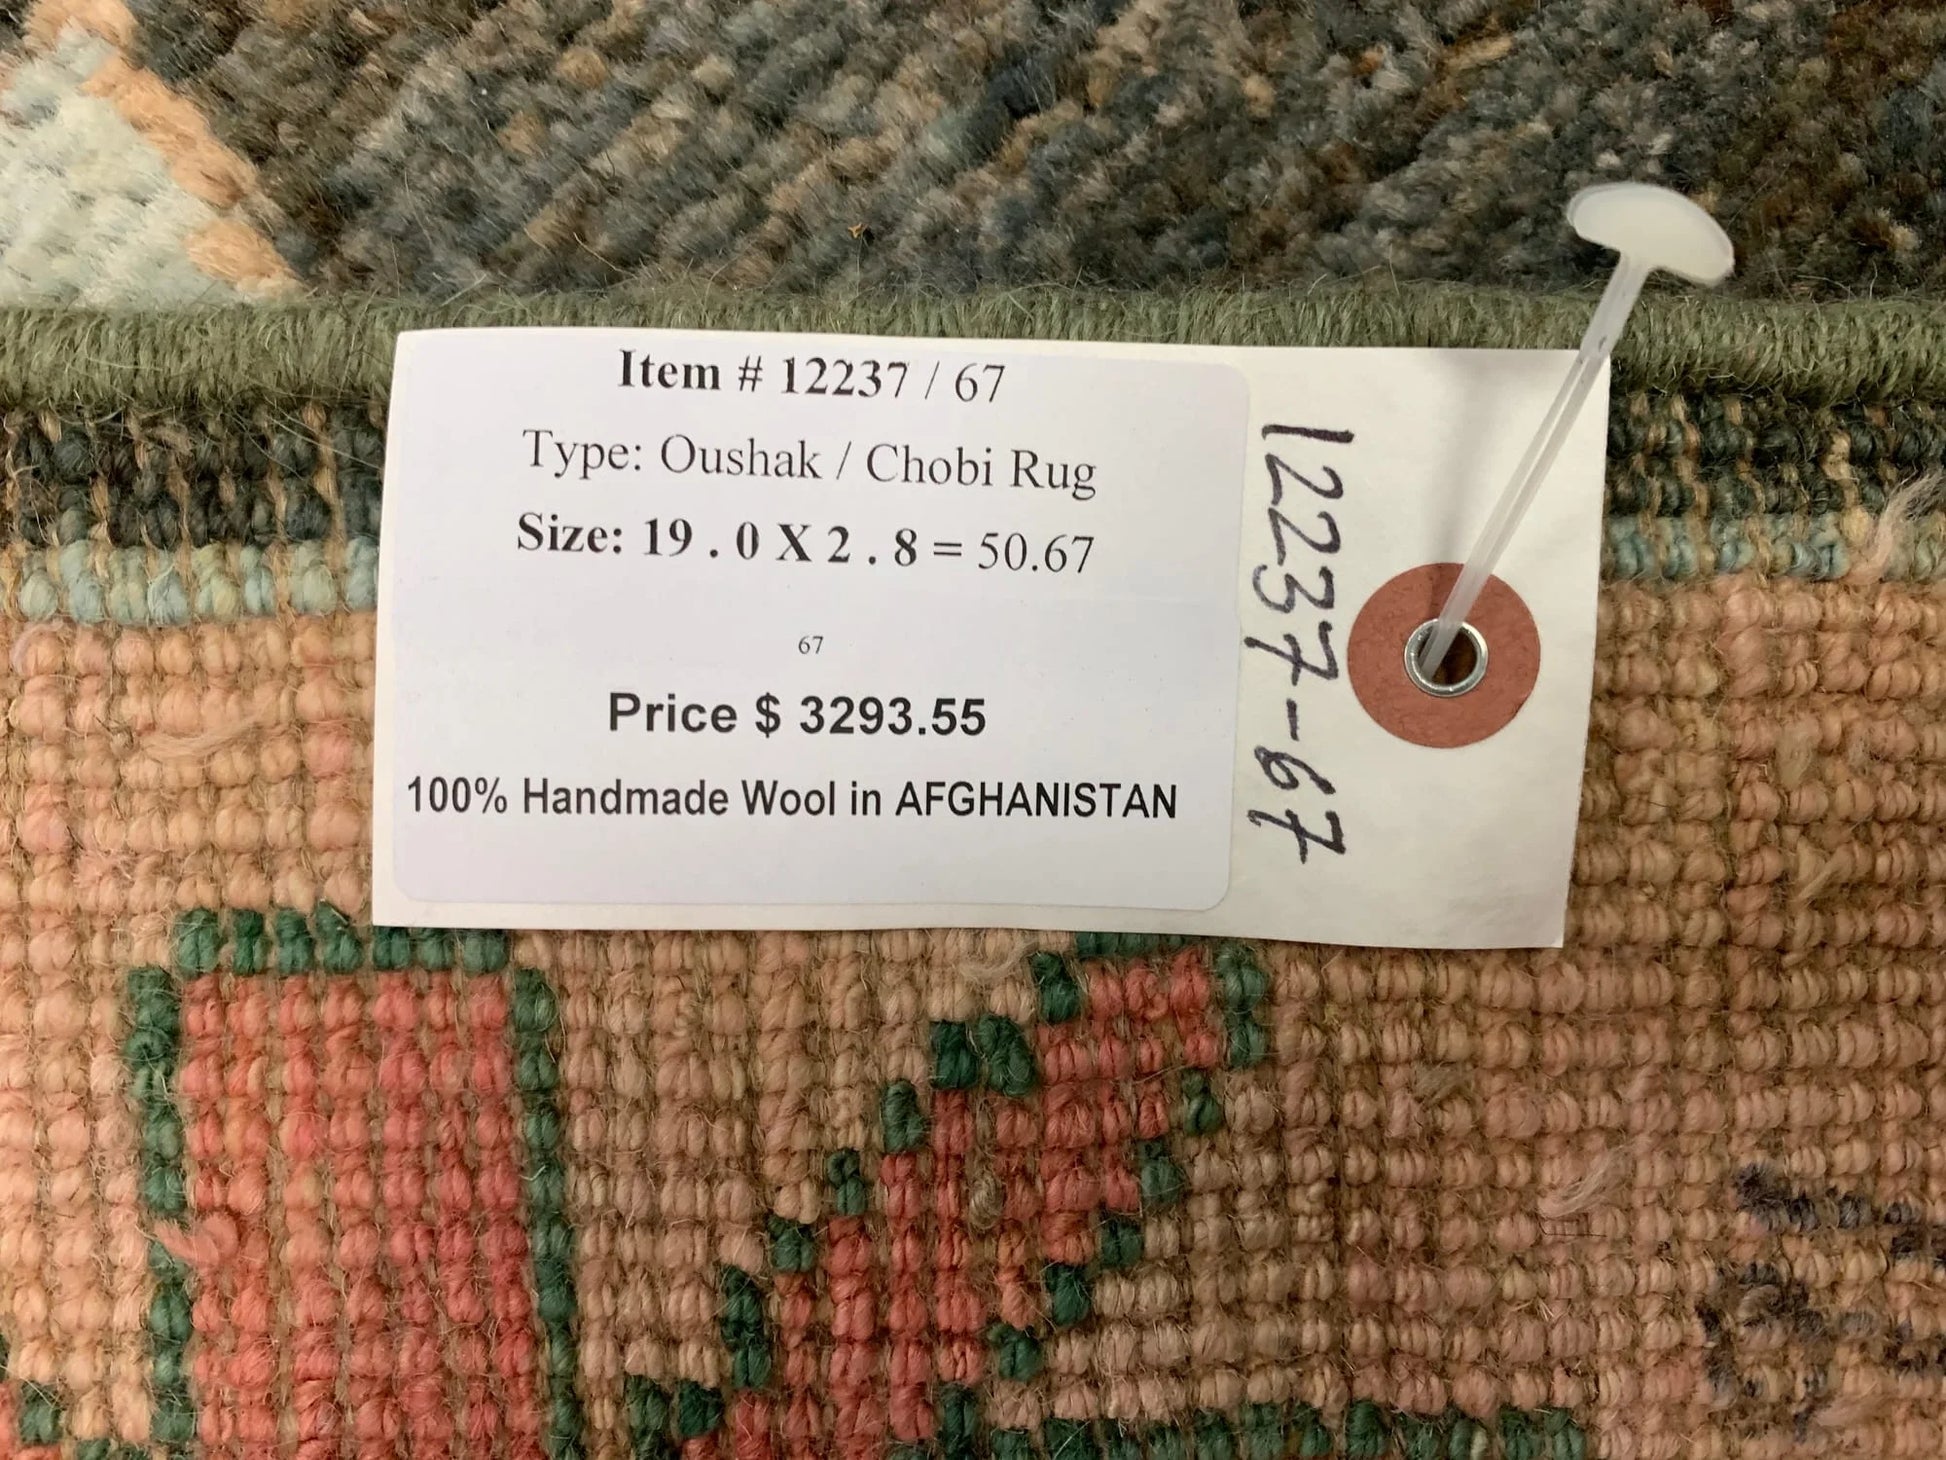 Item # 12237 / 67
Type: Oushak / Chobi Rug
Size: 19 . 0 X 2 . 8 = 50.67
67
Price $ 3293.55
100% Handmade Wool in AFGHANISTAN
12237-67